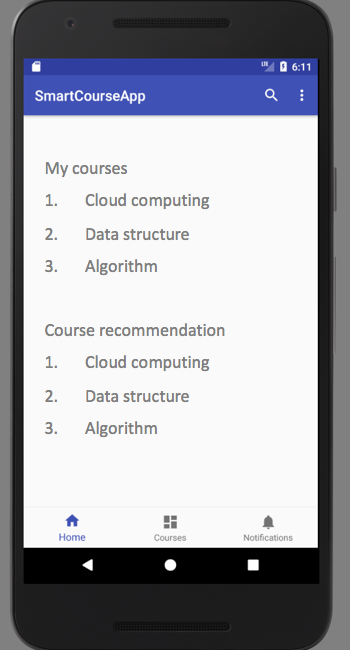 LTE 6:11
SmartCourseApp
My courses
1. Cloud computing
2. Data structure
3. Algorithm
Course recommendation
1. Cloud computing
2. Data structure
3. Algorithm
Home Courses Notifications